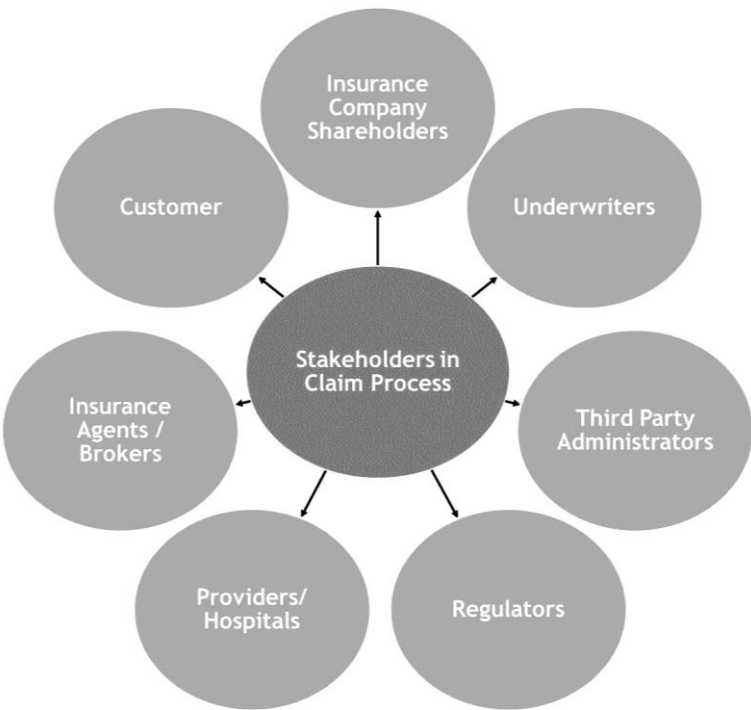 Insurance
Company
Shareholders
Customer
Underwriters
Stakeholders in
Claim Process
Insurance
Agents /
Brokers
Third Party
Administrators
Providers/
Hospitals
Regulators